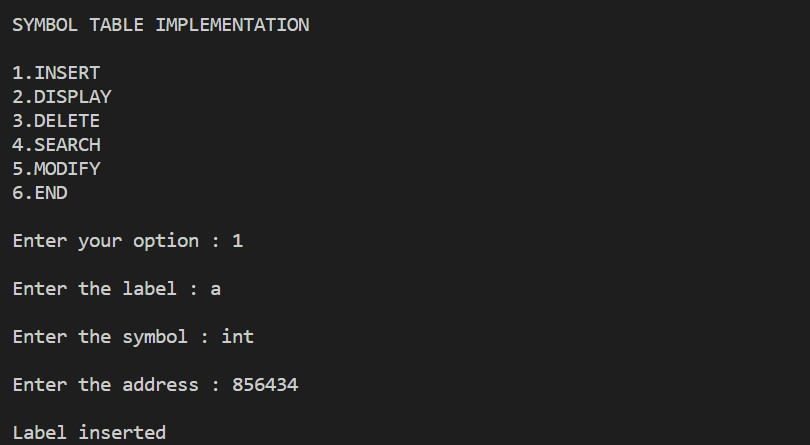 SYMBOL TABLE IMPLEMENTATION
1.INSERT
2.DISPLAY
3.DELETE
4.SEARCH
5.MODIFY
6.END
Enter your option : 1
Enter the label : a
Enter the symbol : int
Enter the address : 856434
Label inserted